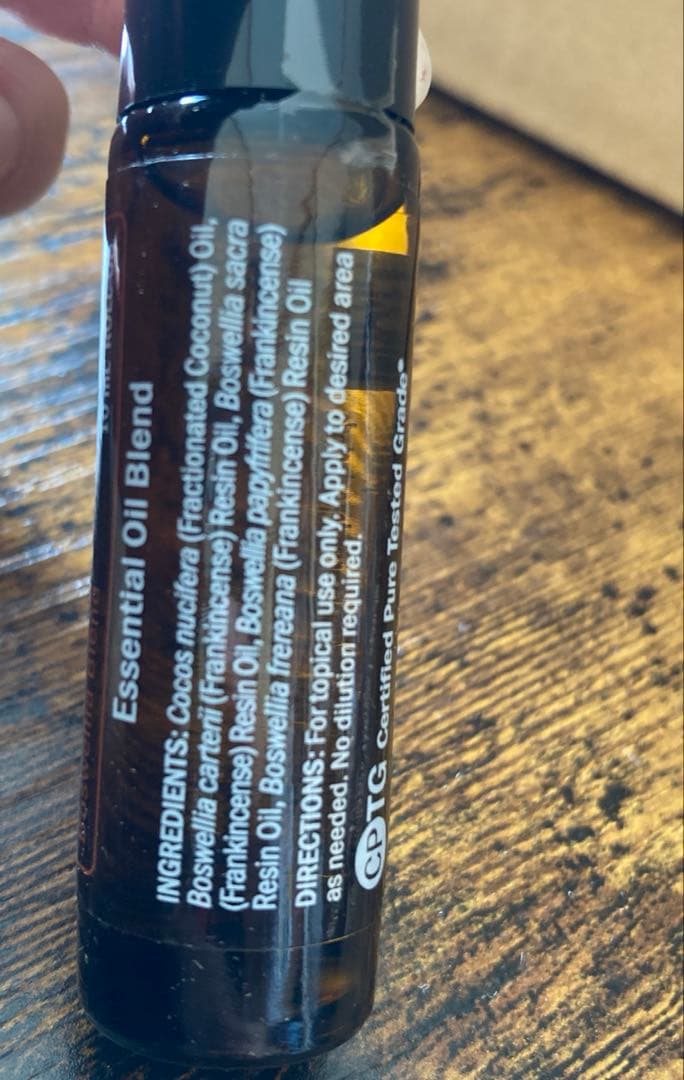 Essential Oil Blend
INGREDIENTS: Cocos nucifera (Fractionated Coconut) Oil,
Boswellia carterii (Frankincense) Resin Oil, Boswellia sacra
(Frankincense) Resin Oil, Boswellia papyfrifera (Frankincense)
Resin Oil, Boswellia frereana (Frankincense) Resin Oil
DIRECTIONS: For topical use only. Apply to desired area
as needed. No dilution required.
CPTG Certified Pure Tested Grade®